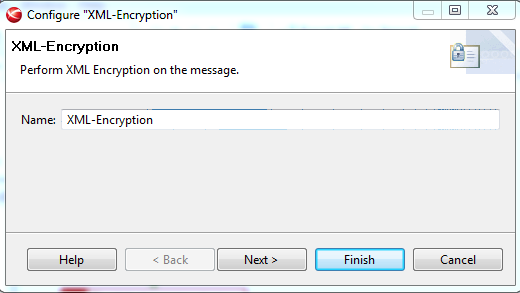 Configure "XML-Encryption"
XML-Encryption
Perform XML Encryption on the message.
Name: XML-Encryption
Help < Back Next > Finish Cancel